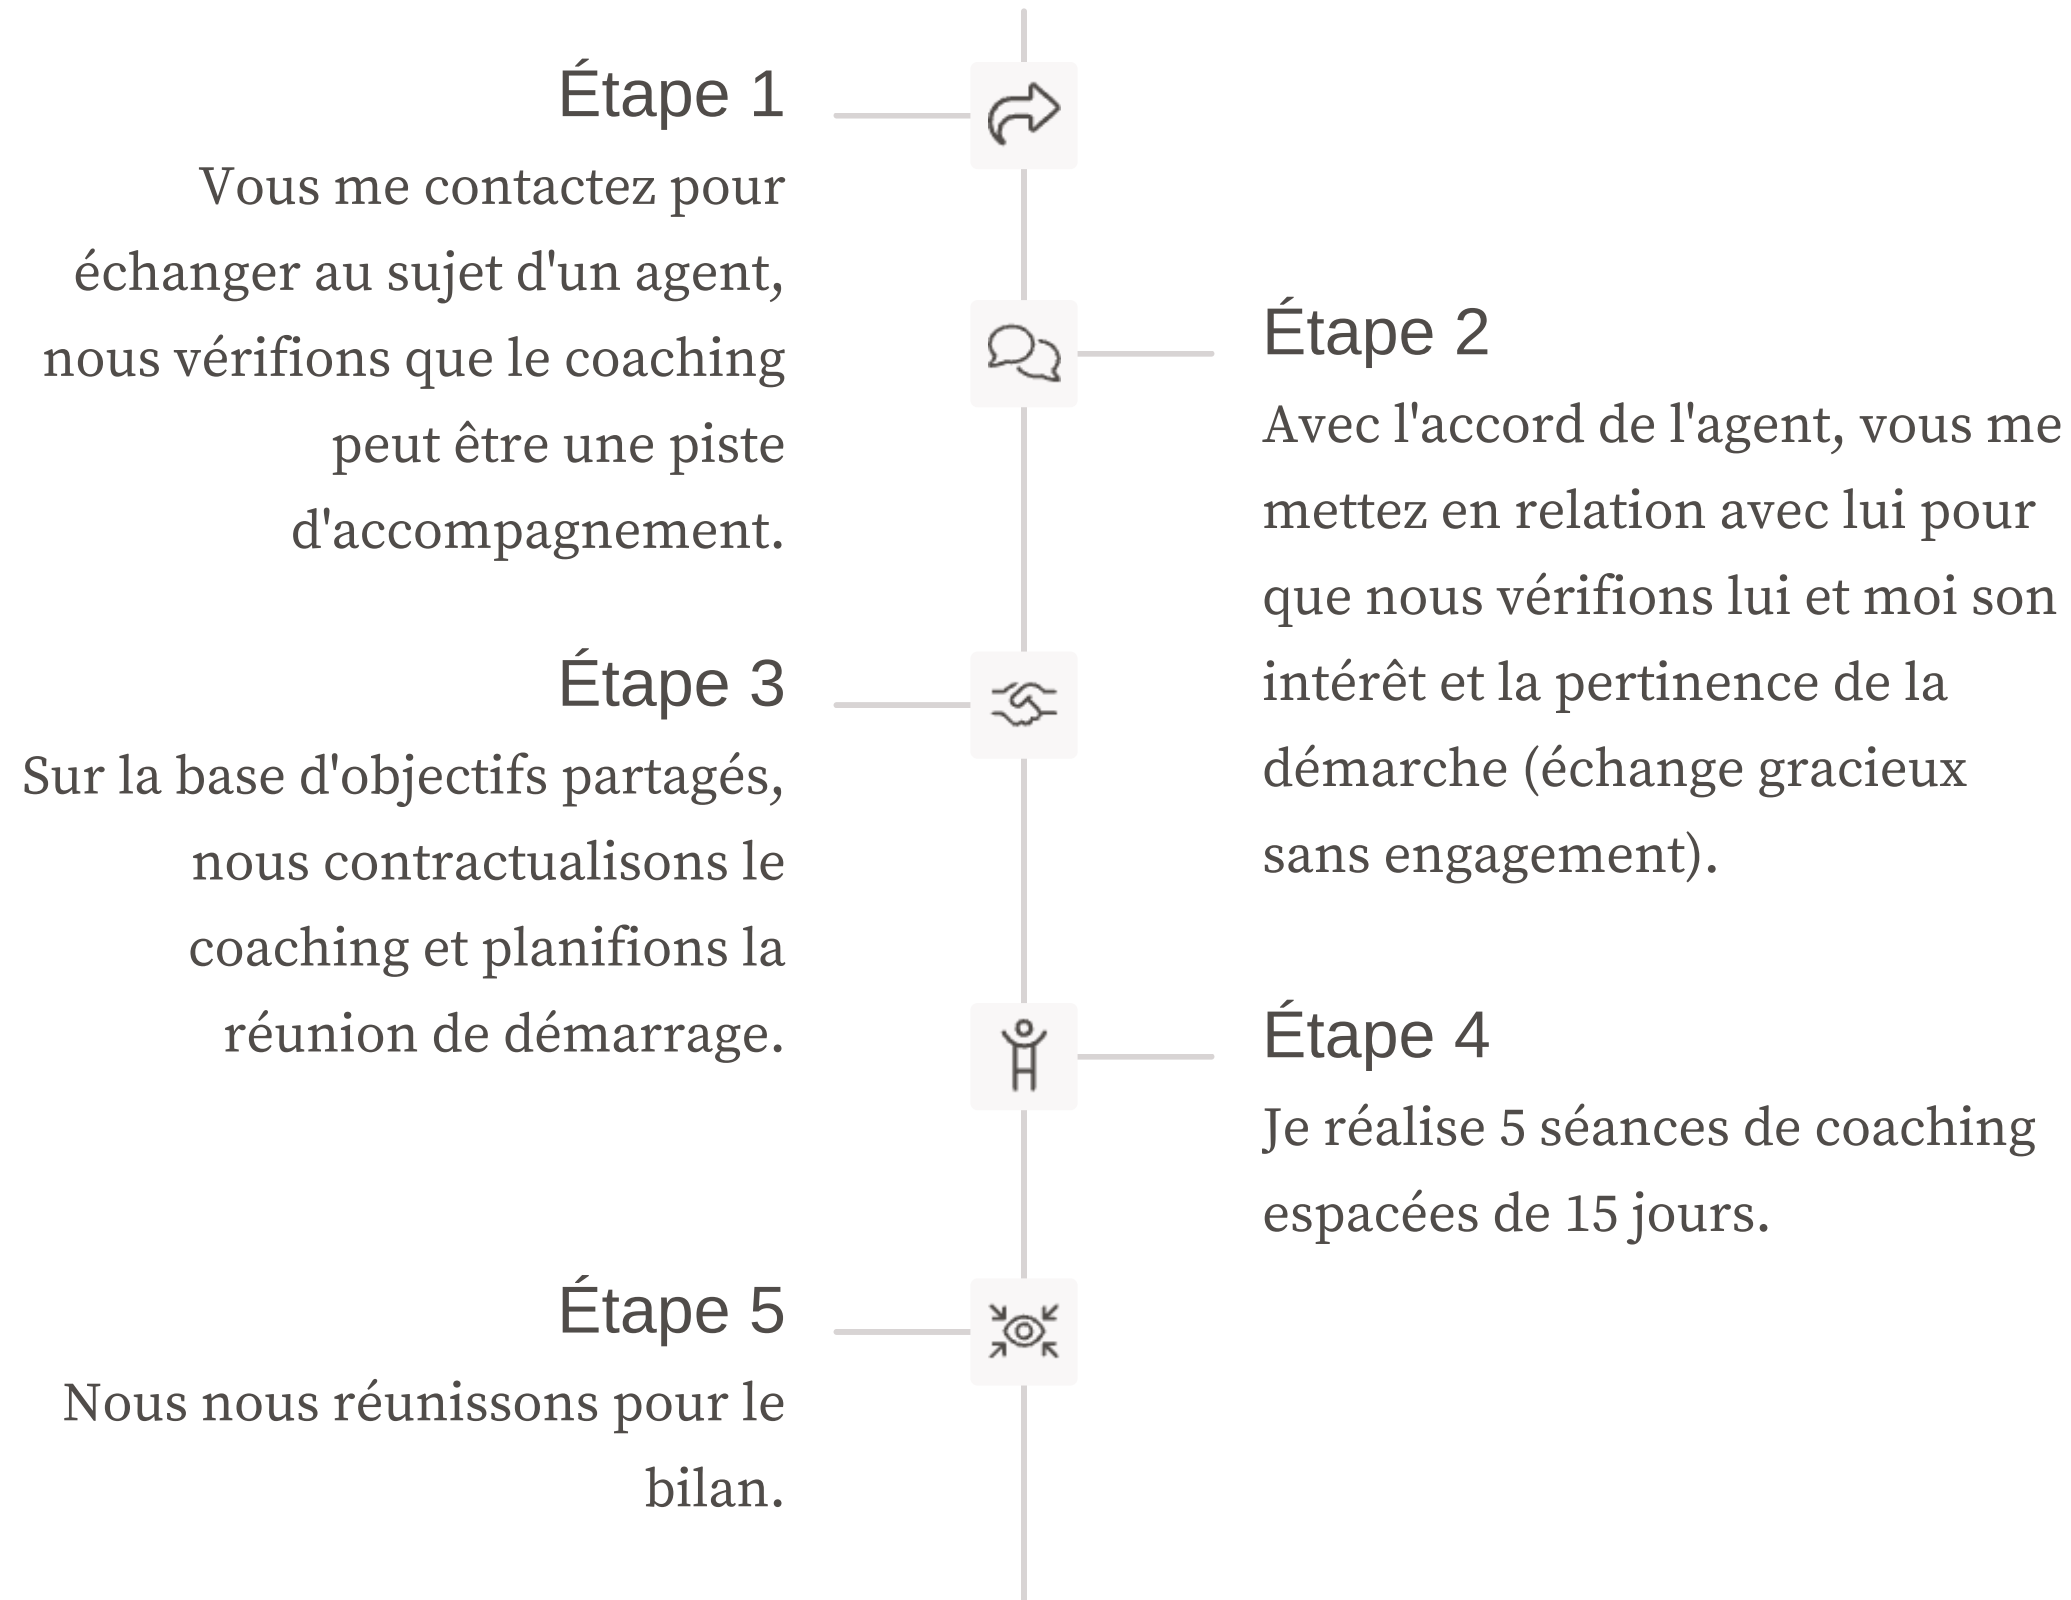 Étape 1
Vous me contactez pour
échanger au sujet d'un agent,
nous vérifions que le coaching
peut être une piste
d'accompagnement.
Étape 2
Avec l'accord de l'agent, vous me
mettez en relation avec lui pour
que nous vérifions lui et moi son
intérêt et la pertinence de la
démarche (échange gracieux
sans engagement).
Étape 3
Sur la base d'objectifs partagés,
nous contractualisons le
coaching et planifions la
réunion de démarrage.
Étape 4
Je réalise 5 séances de coaching
espacées de 15 jours.
Étape 5
Nous nous réunissons pour le
bilan.